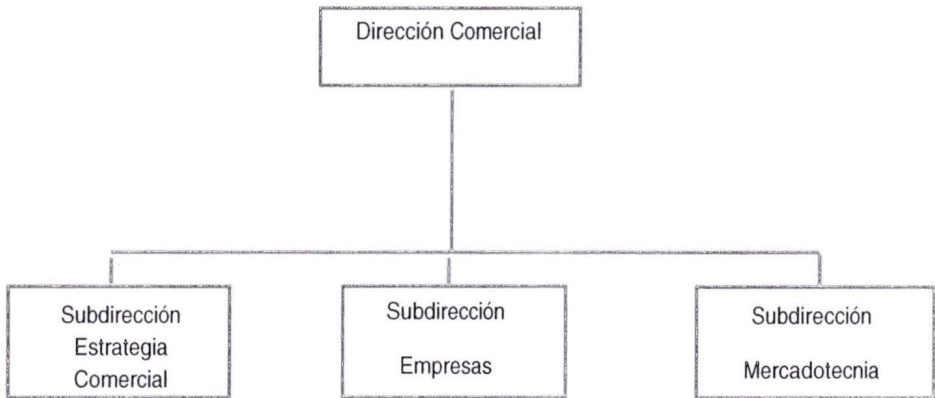 Dirección Comercial
Subdirección
Estrategia
Comercial
Subdirección
Empresas
Subdirección
Mercadotecnia